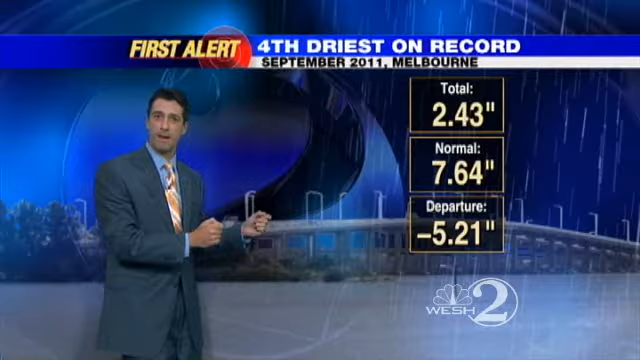 FIRST ALERT
4TH DRIEST ON RECORD
SEPTEMBER 2011, MELBOURNE
Total:
2.43"
Normal:
7.64"
Departure:
–5.21"
WESH 2